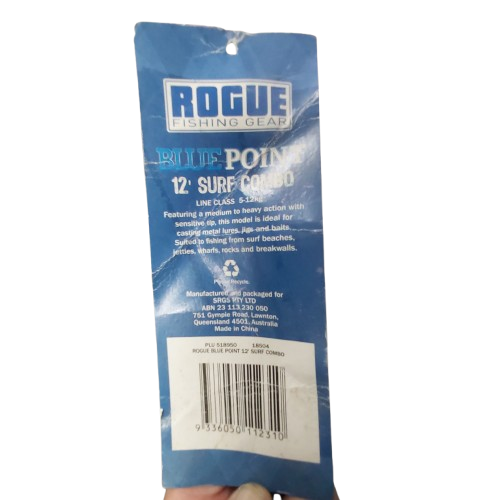 ROGUE
FISHING GEAR
BLUE POINT
12' SURF COMBO
LINE CLASS 5-12KG
Featuring a medium to heavy action with
sensitive tip, this model is ideal for
casting metal lures, jigs and baits.
Suited to fishing from surf beaches,
jetties, wharfs, rocks and breakwalls.
Please Recycle.
Manufactured and packaged for
SRGS PTY LTD
ABN 23 113 230 050
751 Gympie Road, Lawnton,
Queensland 4501, Australia
Made in China
PLU 518950 LB504
ROGUE BLUE POINT 12' SURF COMBO
9 336050 112310